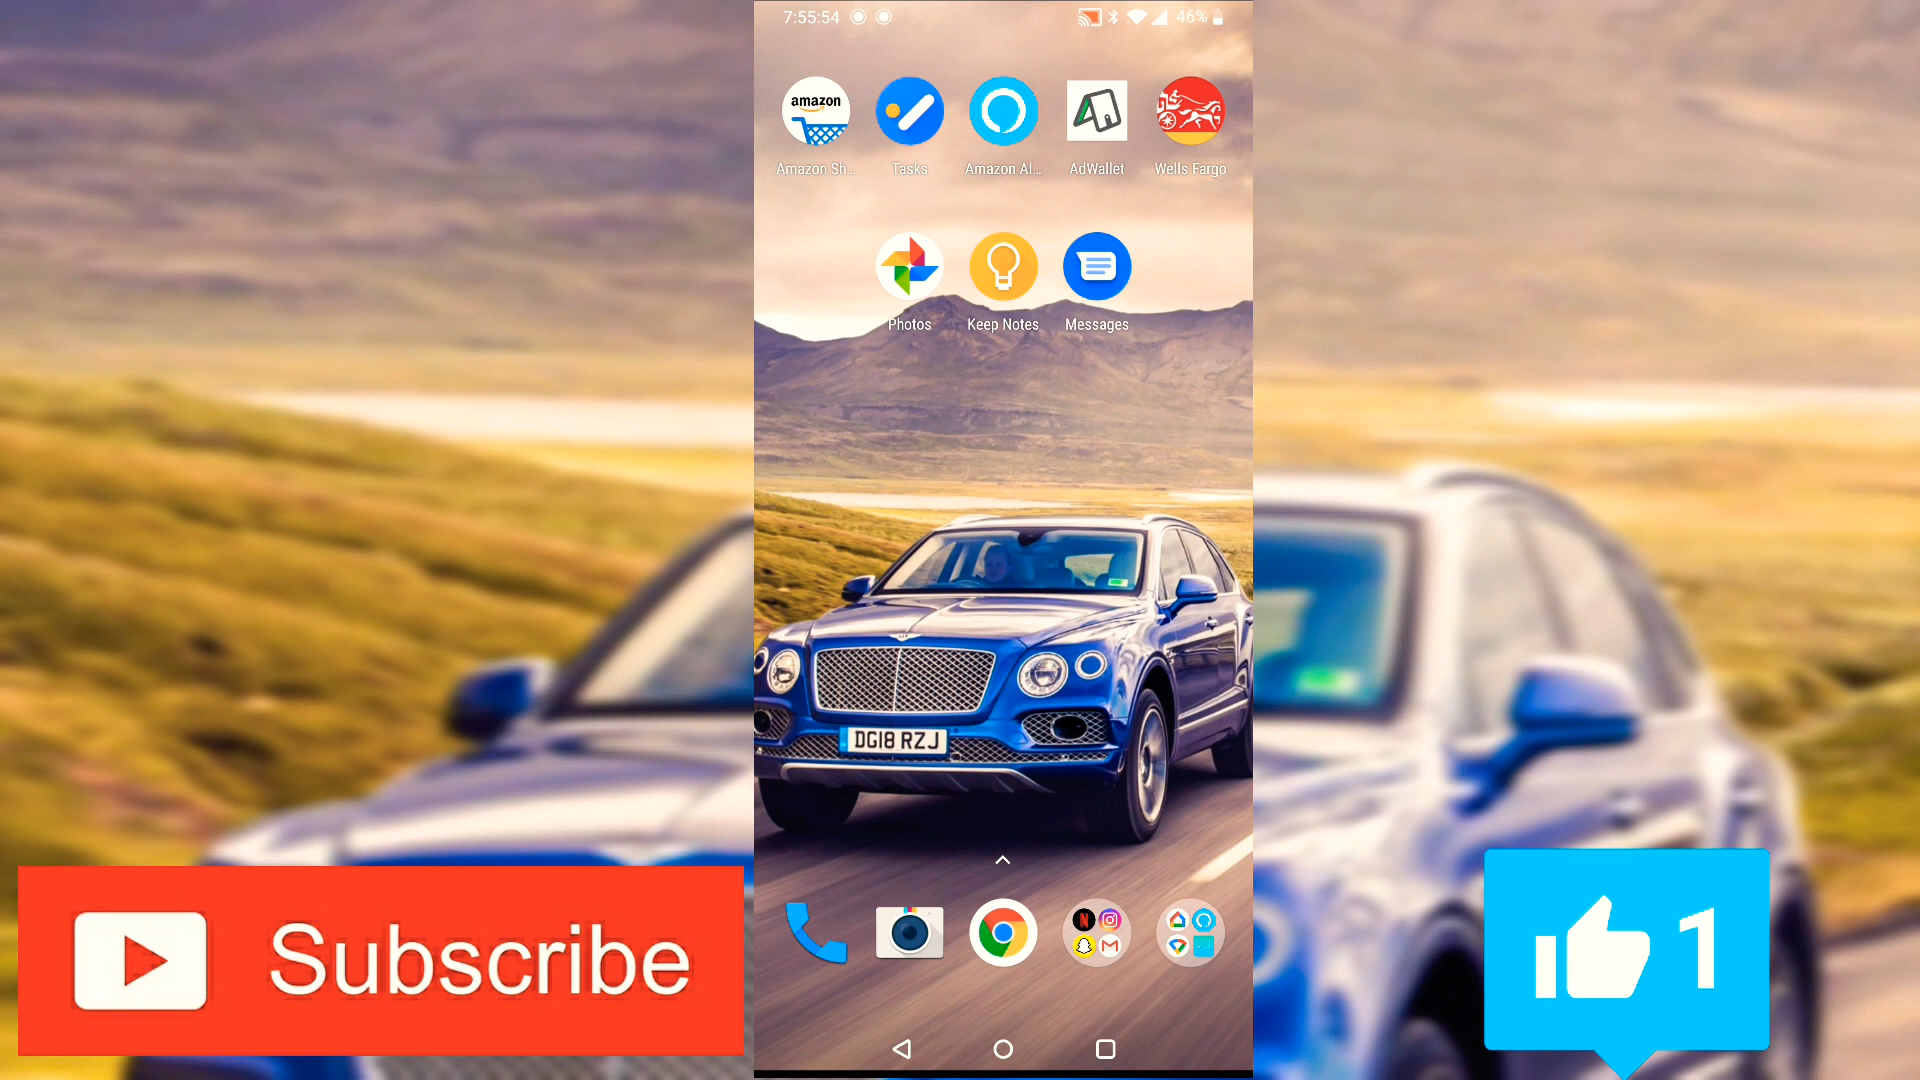 7:55:54 46%
amazon
Amazon Sh... Tasks Amazon Al... AdWallet Wells Fargo
Photos Keep Notes Messages
DG18 RZJ
Subscribe
1